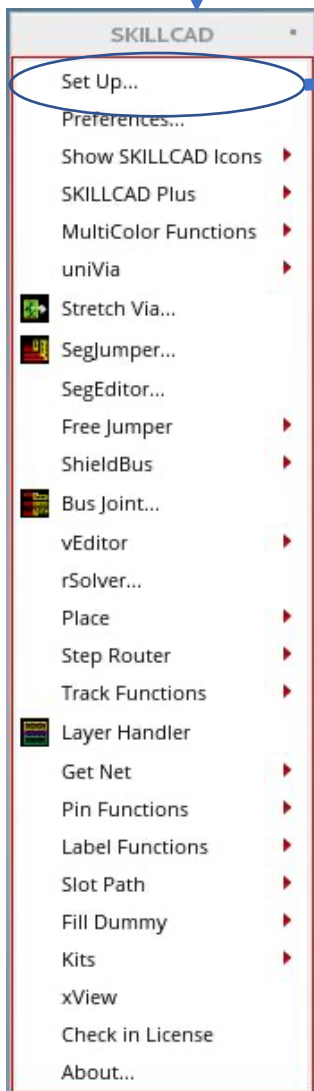 SKILLCAD
Set Up...
Preferences...
Show SKILLCAD Icons
SKILLCAD Plus
MultiColor Functions
uniVia
Stretch Via...
SegJumper...
SegEditor...
Free Jumper
ShieldBus
Bus Joint...
vEditor
rSolver...
Place
Step Router
Track Functions
Layer Handler
Get Net
Pin Functions
Label Functions
Slot Path
Fill Dummy
Kits
xView
Check in License
About...